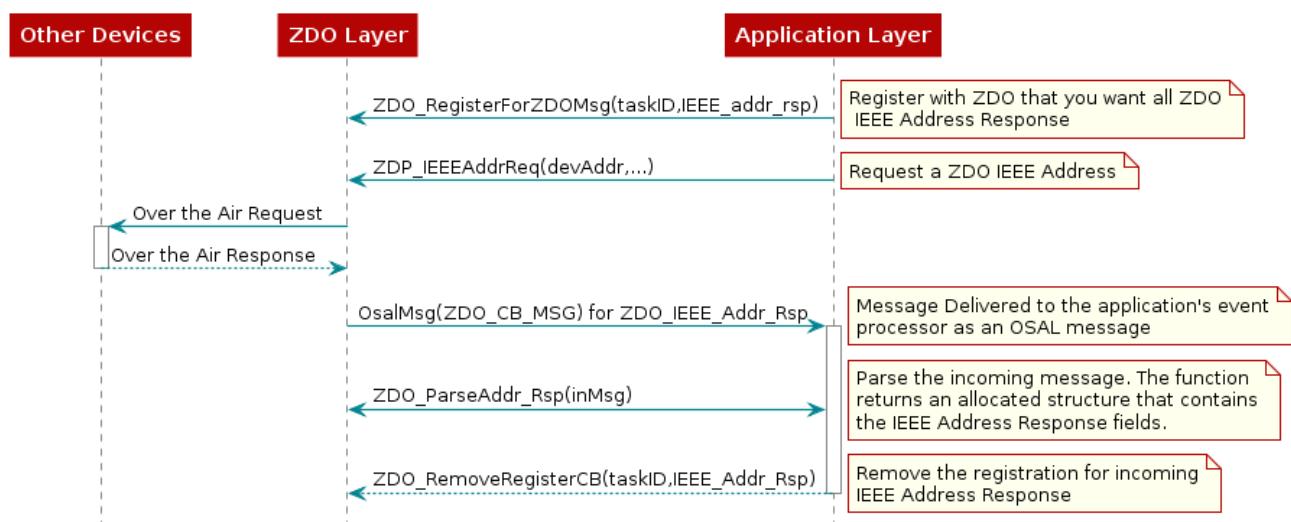 Other Devices
ZDO Layer
Application Layer
ZDO_RegisterForZDOMsg(taskID,IEEE_addr_rsp)
Register with ZDO that you want all ZDO
IEEE Address Response
ZDP_IEEEAddrReq(devAddr,...)
Request a ZDO IEEE Address
Over the Air Request
Over the Air Response
OsalMsg(ZDO_CB_MSG) for ZDO_IEEE_Addr_Rsp
Message Delivered to the application's event
processor as an OSAL message
ZDO_ParseAddr_Rsp(inMsg)
Parse the incoming message. The function
returns an allocated structure that contains
the IEEE Address Response fields.
ZDO_RemoveRegisterCB(taskID,IEEE_Addr_Rsp)
Remove the registration for incoming
IEEE Address Response